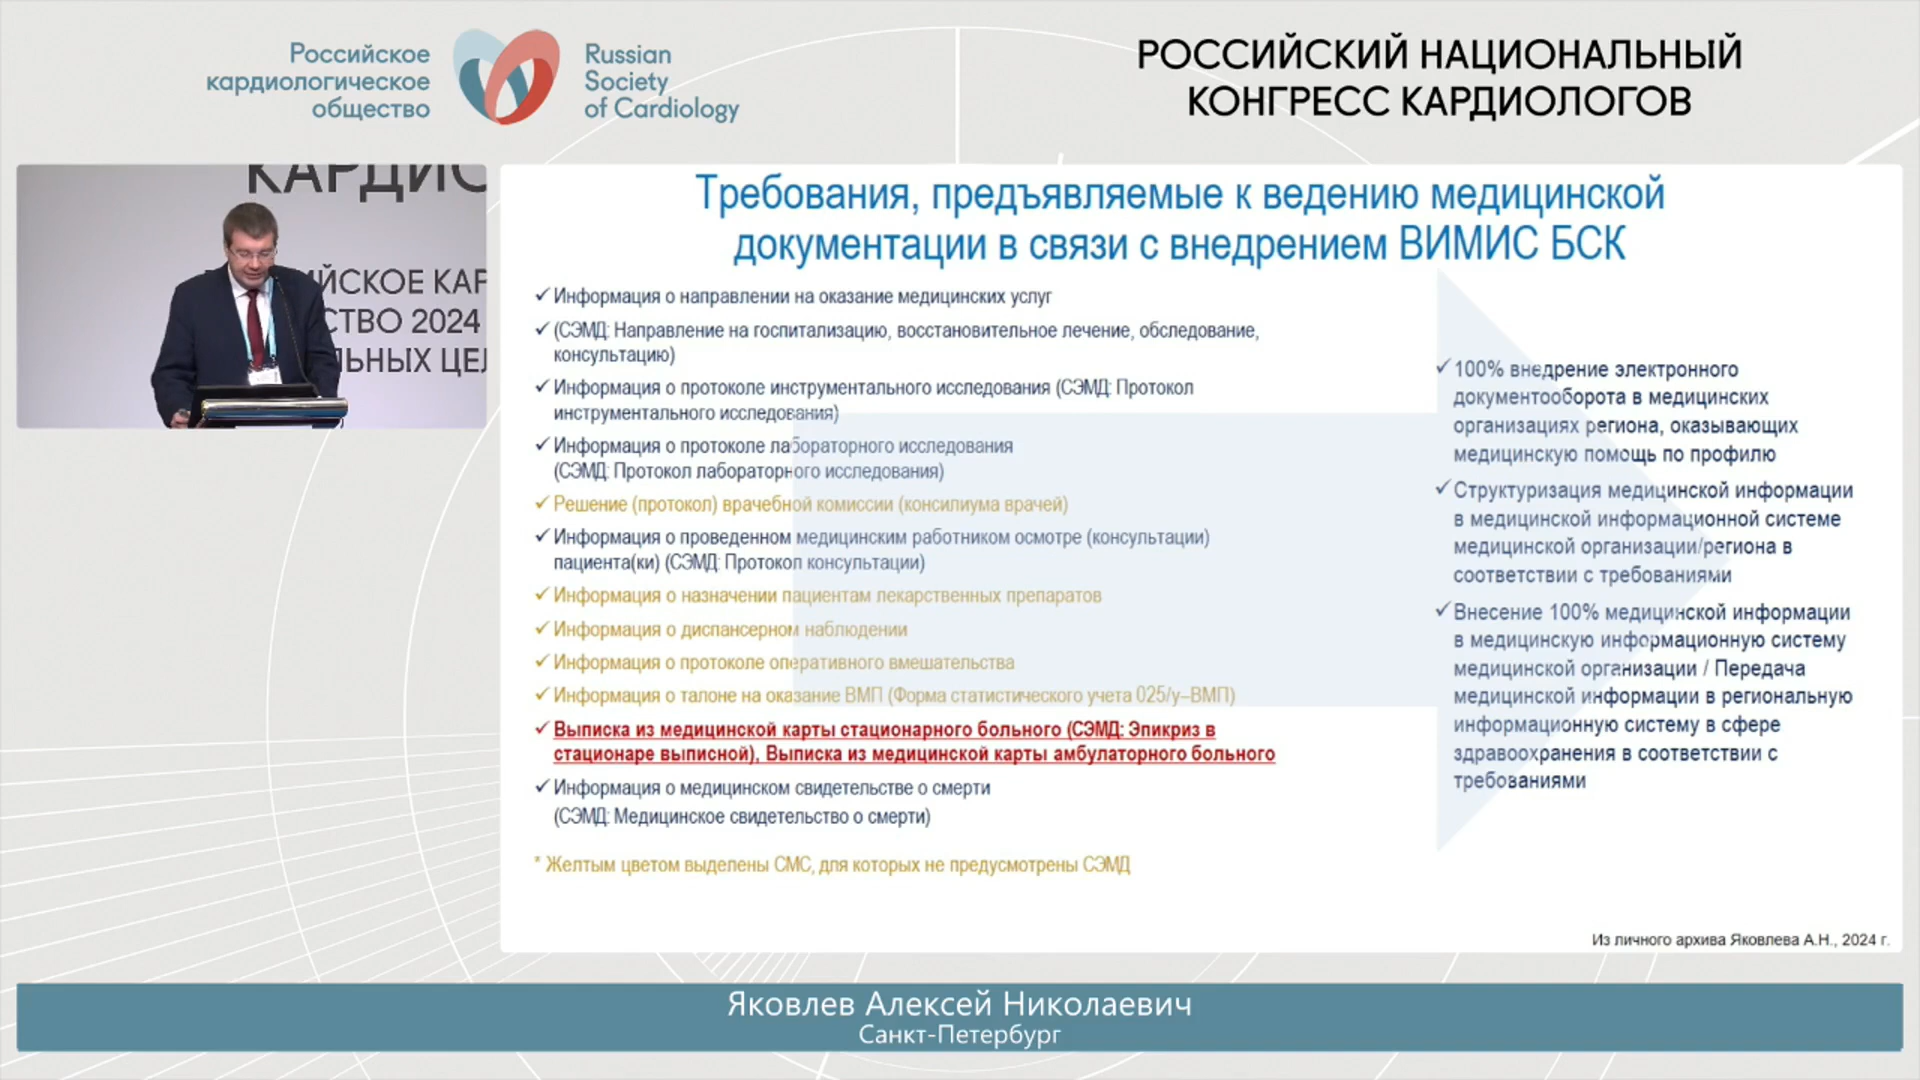 Российское
кардиологическое
общество
Russian
Society
of Cardiology
РОССИЙСКИЙ НАЦИОНАЛЬНЫЙ
КОНГРЕСС КАРДИОЛОГОВ
КАРДИО
ЙСКОЕ КАР
СТВО 2024
ЬНЫХ ЦЕЛ
Требования, предъявляемые к ведению медицинской
документации в связи с внедрением ВИМИС БСК
✓ Информация о направлении на оказание медицинских услуг
✓ (СЭМД: Направление на госпитализацию, восстановительное лечение, обследование,
консультацию)
✓ Информация о протоколе инструментального исследования (СЭМД: Протокол
инструментального исследования)
✓ Информация о протоколе лабораторного исследования
(СЭМД: Протокол лабораторного исследования)
✓ Решение (протокол) врачебной комиссии (консилиума врачей)
✓ Информация о проведенном медицинским работником осмотре (консультации)
пациента(ки) (СЭМД: Протокол консультации)
✓ Информация о назначении пациентам лекарственных препаратов
✓ Информация о диспансерном наблюдении
✓ Информация о протоколе оперативного вмешательства
✓ Информация о талоне на оказание ВМП (Форма статистического учета 025/у–ВМП)
✓ Выписка из медицинской карты стационарного больного (СЭМД: Эпикриз в
стационаре выписной), Выписка из медицинской карты амбулаторного больного
✓ Информация о медицинском свидетельстве о смерти
(СЭМД: Медицинское свидетельство о смерти)
* Желтым цветом выделены СМС, для которых не предусмотрены СЭМД
✓ 100% внедрение электронного
документооборота в медицинских
организациях региона, оказывающих
медицинскую помощь по профилю
✓ Структуризация медицинской информации
в медицинской информационной системе
медицинской организации/региона в
соответствии с требованиями
✓ Внесение 100% медицинской информации
в медицинскую информационную систему
медицинской организации / Передача
медицинской информации в региональную
информационную систему в сфере
здравоохранения в соответствии с
требованиями
Из личного архива Яковлева А.Н., 2024 г.
Яковлев Алексей Николаевич
Санкт-Петербург